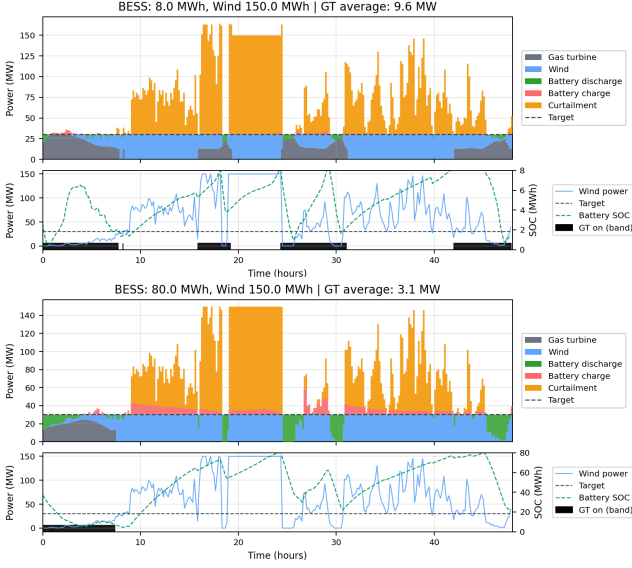 BESS: 8.0 MWh, Wind 150.0 MWh | GT average: 9.6 MW
Power (MW)
150
125
100
75
50
25
0
Gas turbine
Wind
Battery discharge
Battery charge
Curtailment
Target
Power (MW)
150
100
50
0
8
6
4
2
0
SOC (MWh)
Wind power
Target
Battery SOC
GT on (band)
0
10
20
30
40
Time (hours)
BESS: 80.0 MWh, Wind 150.0 MWh | GT average: 3.1 MW
Power (MW)
140
120
100
80
60
40
20
0
Gas turbine
Wind
Battery discharge
Battery charge
Curtailment
Target
Power (MW)
150
100
50
0
80
60
40
20
0
SOC (MWh)
Wind power
Target
Battery SOC
GT on (band)
0
10
20
30
40
Time (hours)